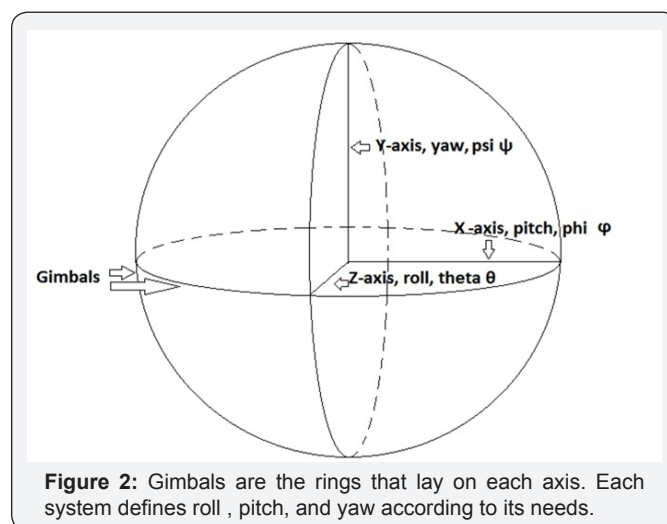 Y-axis, yaw, psi ψ
X-axis, pitch, phi φ
Gimbals
Z-axis, roll, theta θ
Figure 2: Gimbals are the rings that lay on each axis. Each
system defines roll , pitch, and yaw according to its needs.